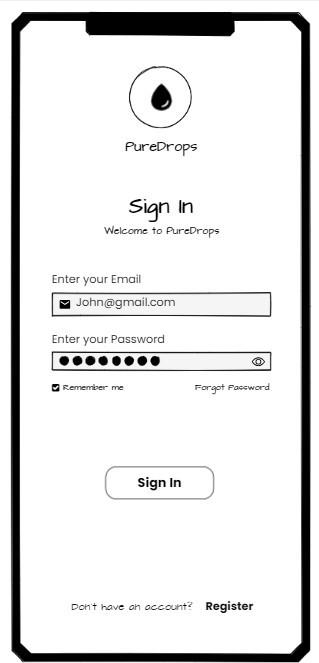 PureDrops
Sign In
Welcome to PureDrops
Enter your Email
John@gmail.com
Enter your Password
Remember me Forgot Password
Sign In
Don't have an account? Register